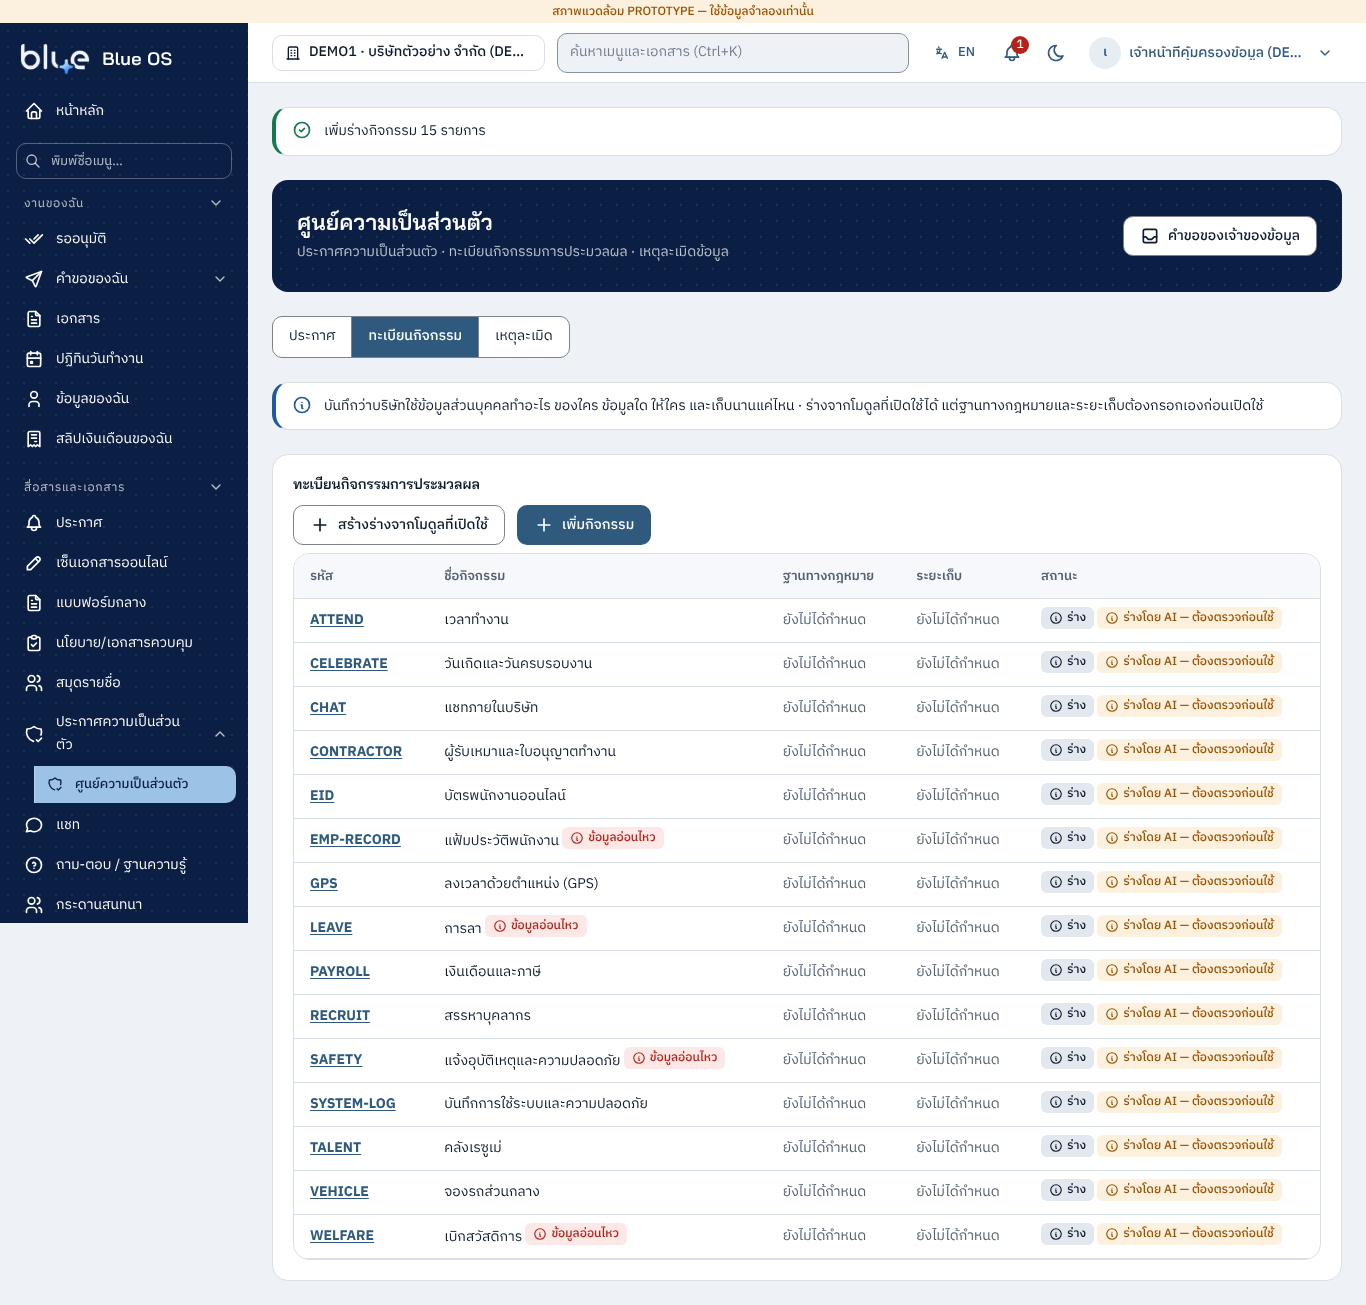 สภาพแวดล้อม PROTOTYPE — ใช้ข้อมูลจำลองเท่านั้น
blue Blue OS
DEMO1 · บริษัทตัวอย่าง จำกัด (DE...
ค้นหาเมนูและเอกสาร (Ctrl+K)
EN
1
เ
เจ้าหน้าที่คุ้มครองข้อมูล (DE...
หน้าหลัก
พิมพ์ชื่อเมนู...
งานของฉัน
รออนุมัติ
คำขอของฉัน
เอกสาร
ปฏิทินวันทำงาน
ข้อมูลของฉัน
สลิปเงินเดือนของฉัน
สื่อสารและเอกสาร
ประกาศ
เซ็นเอกสารออนไลน์
แบบฟอร์มกลาง
นโยบาย/เอกสารควบคุม
สมุดรายชื่อ
ประกาศความเป็นส่วน
ตัว
ศูนย์ความเป็นส่วนตัว
แชท
ถาม-ตอบ / ฐานความรู้
กระดานสนทนา
เพิ่มร่างกิจกรรม 15 รายการ
ศูนย์ความเป็นส่วนตัว
ประกาศความเป็นส่วนตัว · ทะเบียนกิจกรรมการประมวลผล · เหตุละเมิดข้อมูล
คำขอของเจ้าของข้อมูล
ประกาศ ทะเบียนกิจกรรม เหตุละเมิด
บันทึกว่าบริษัทใช้ข้อมูลส่วนบุคคลทำอะไร ของใคร ข้อมูลใด ให้ใคร และเก็บนานแค่ไหน · ร่างจากโมดูลที่เปิดใช้ได้ แต่ฐานทางกฎหมายและระยะเก็บต้องกรอกเองก่อนเปิดใช้
ทะเบียนกิจกรรมการประมวลผล
สร้างร่างจากโมดูลที่เปิดใช้ เพิ่มกิจกรรม
รหัส ชื่อกิจกรรม ฐานทางกฎหมาย ระยะเก็บ สถานะ
ATTEND เวลาทำงาน ยังไม่ได้กำหนด ยังไม่ได้กำหนด ร่าง ร่างโดย AI — ต้องตรวจก่อนใช้
CELEBRATE วันเกิดและวันครบรอบงาน ยังไม่ได้กำหนด ยังไม่ได้กำหนด ร่าง ร่างโดย AI — ต้องตรวจก่อนใช้
CHAT แชทภายในบริษัท ยังไม่ได้กำหนด ยังไม่ได้กำหนด ร่าง ร่างโดย AI — ต้องตรวจก่อนใช้
CONTRACTOR ผู้รับเหมาและใบอนุญาตทำงาน ยังไม่ได้กำหนด ยังไม่ได้กำหนด ร่าง ร่างโดย AI — ต้องตรวจก่อนใช้
EID บัตรพนักงานออนไลน์ ยังไม่ได้กำหนด ยังไม่ได้กำหนด ร่าง ร่างโดย AI — ต้องตรวจก่อนใช้
EMP-RECORD แฟ้มประวัติพนักงาน ข้อมูลอ่อนไหว ยังไม่ได้กำหนด ยังไม่ได้กำหนด ร่าง ร่างโดย AI — ต้องตรวจก่อนใช้
GPS ลงเวลาด้วยตำแหน่ง (GPS) ยังไม่ได้กำหนด ยังไม่ได้กำหนด ร่าง ร่างโดย AI — ต้องตรวจก่อนใช้
LEAVE การลา ข้อมูลอ่อนไหว ยังไม่ได้กำหนด ยังไม่ได้กำหนด ร่าง ร่างโดย AI — ต้องตรวจก่อนใช้
PAYROLL เงินเดือนและภาษี ยังไม่ได้กำหนด ยังไม่ได้กำหนด ร่าง ร่างโดย AI — ต้องตรวจก่อนใช้
RECRUIT สรรหาบุคลากร ยังไม่ได้กำหนด ยังไม่ได้กำหนด ร่าง ร่างโดย AI — ต้องตรวจก่อนใช้
SAFETY แจ้งอุบัติเหตุและความปลอดภัย ข้อมูลอ่อนไหว ยังไม่ได้กำหนด ยังไม่ได้กำหนด ร่าง ร่างโดย AI — ต้องตรวจก่อนใช้
SYSTEM-LOG บันทึกการใช้ระบบและความปลอดภัย ยังไม่ได้กำหนด ยังไม่ได้กำหนด ร่าง ร่างโดย AI — ต้องตรวจก่อนใช้
TALENT คลังเรซูเม่ ยังไม่ได้กำหนด ยังไม่ได้กำหนด ร่าง ร่างโดย AI — ต้องตรวจก่อนใช้
VEHICLE จองรถส่วนกลาง ยังไม่ได้กำหนด ยังไม่ได้กำหนด ร่าง ร่างโดย AI — ต้องตรวจก่อนใช้
WELFARE เบิกสวัสดิการ ข้อมูลอ่อนไหว ยังไม่ได้กำหนด ยังไม่ได้กำหนด ร่าง ร่างโดย AI — ต้องตรวจก่อนใช้